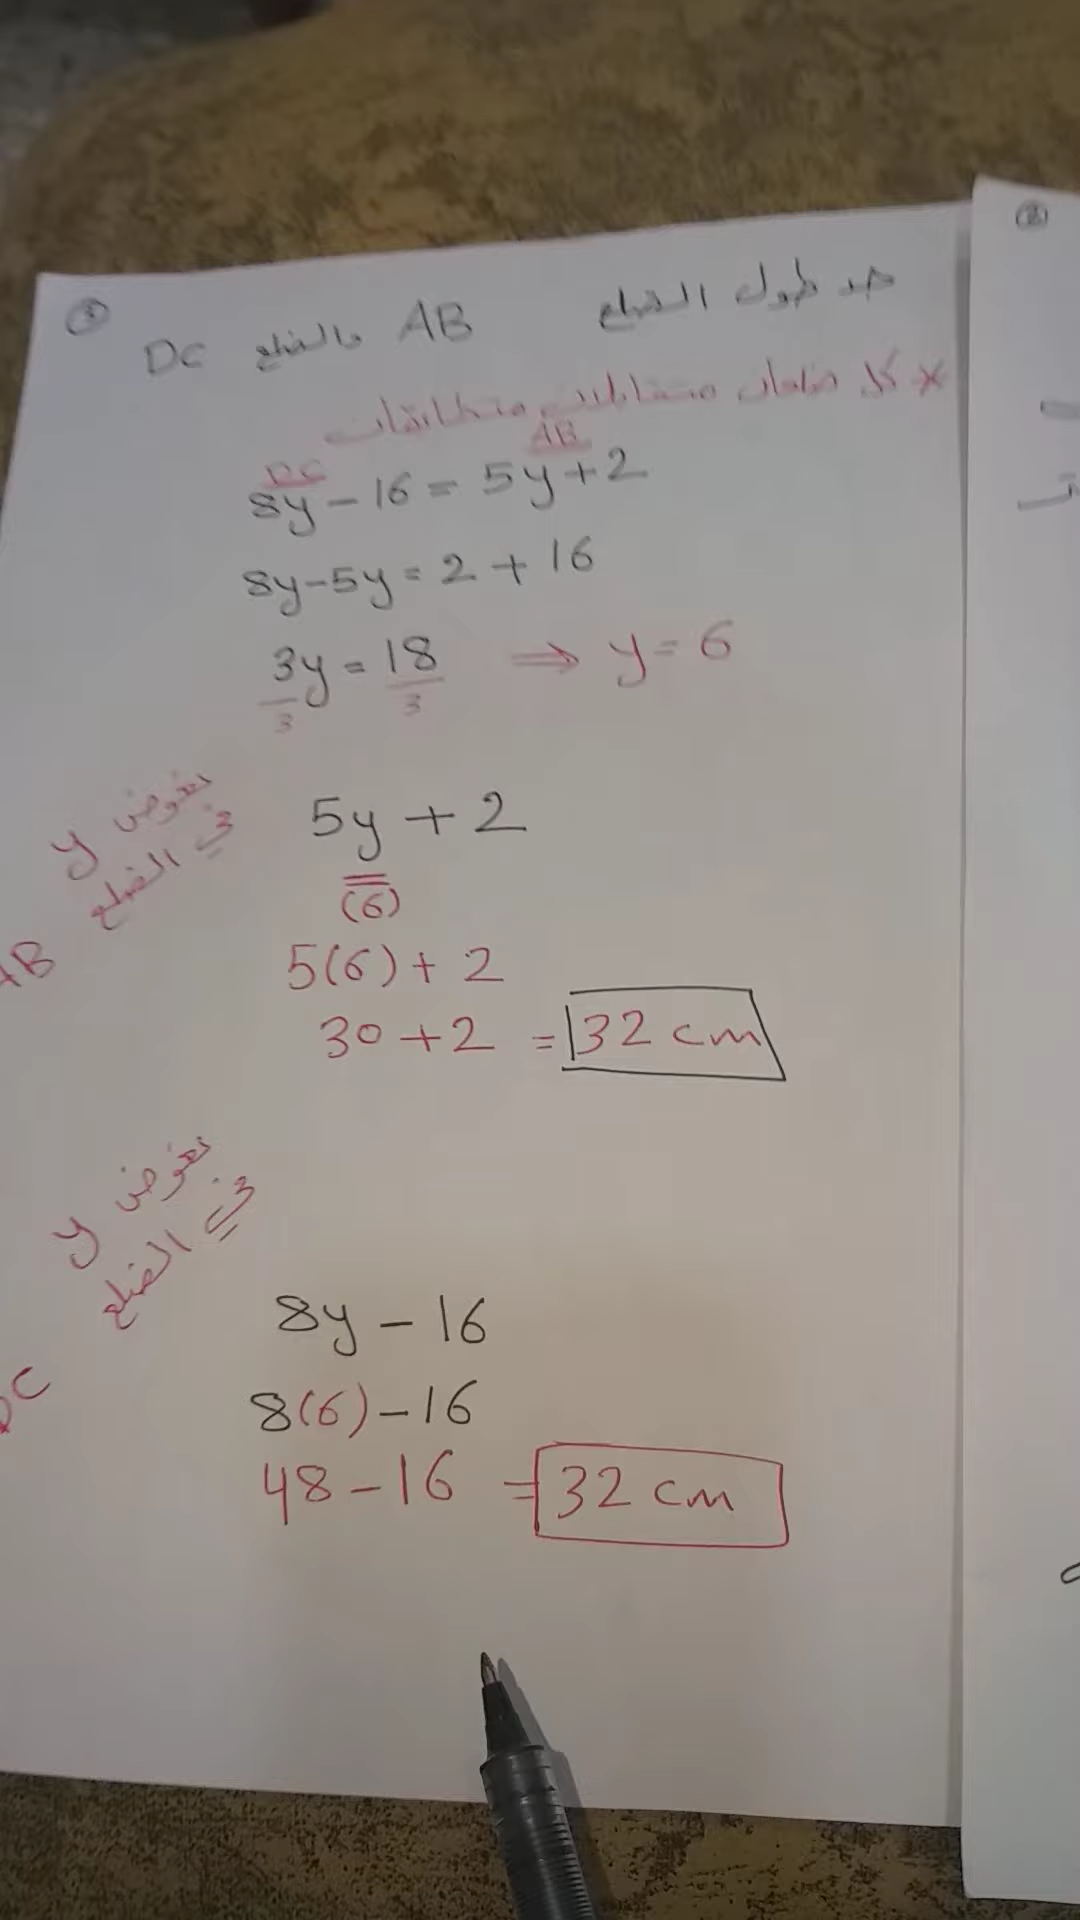 ③
جد طول الضلع AB والضلع DC
* كل ضلعان متقابلان متطابقان
DC AB
8y - 16 = 5y + 2
8y - 5y = 2 + 16
3y = 18 ⇒ y = 6
3 3
نعوض y
في الضلع
AB
5y + 2
(6)
5(6) + 2
30 + 2 = 32 cm
نعوض y
في الضلع
DC
8y - 16
8(6) - 16
48 - 16 = 32 cm
②